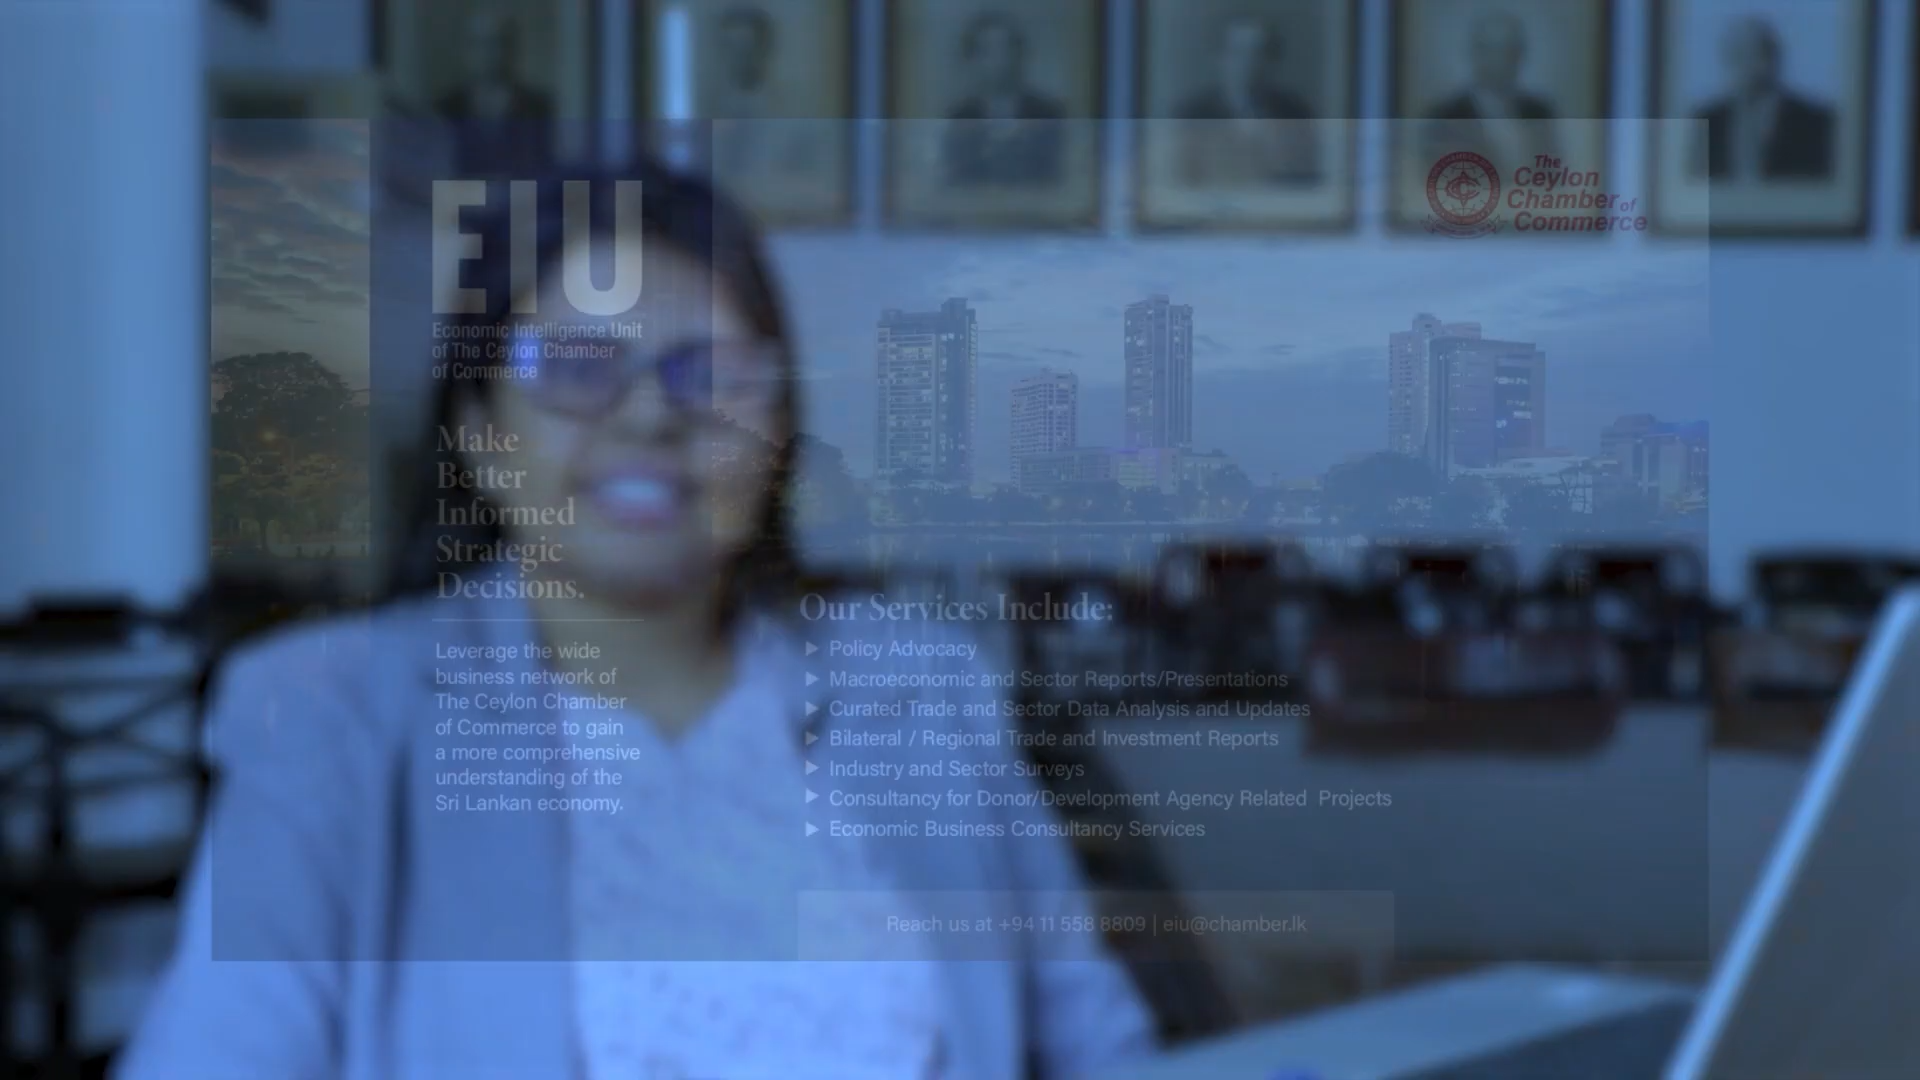 EIU
Economic Intelligence Unit
of The Ceylon Chamber
of Commerce
Make
Better
Informed
Strategic
Decisions.
Leverage the wide
business network of
The Ceylon Chamber
of Commerce to gain
a more comprehensive
understanding of the
Sri Lankan economy.
The
Ceylon
Chamber of
Commerce
Our Services Include:
▶ Policy Advocacy
▶ Macroeconomic and Sector Reports/Presentations
▶ Curated Trade and Sector Data Analysis and Updates
▶ Bilateral / Regional Trade and Investment Reports
▶ Industry and Sector Surveys
▶ Consultancy for Donor/Development Agency Related Projects
▶ Economic Business Consultancy Services
Reach us at +94 11 558 8809 | eiu@chamber.lk